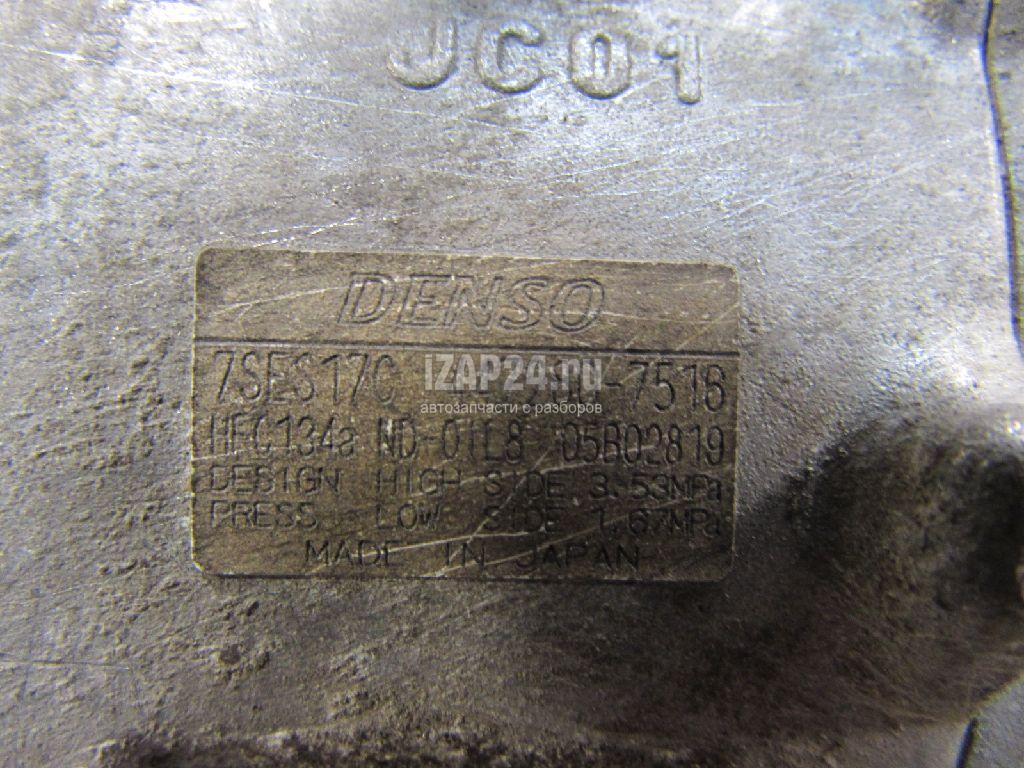 JC01
DENSO
7SES17C -7518
iZAP24.ru
автозапчасти с разборов
HFC134a ND-OIL8 05B02819
DESIGN HIGH SIDE 3.53MPa
PRESS. LOW SIDE 1.67MPa
MADE IN JAPAN